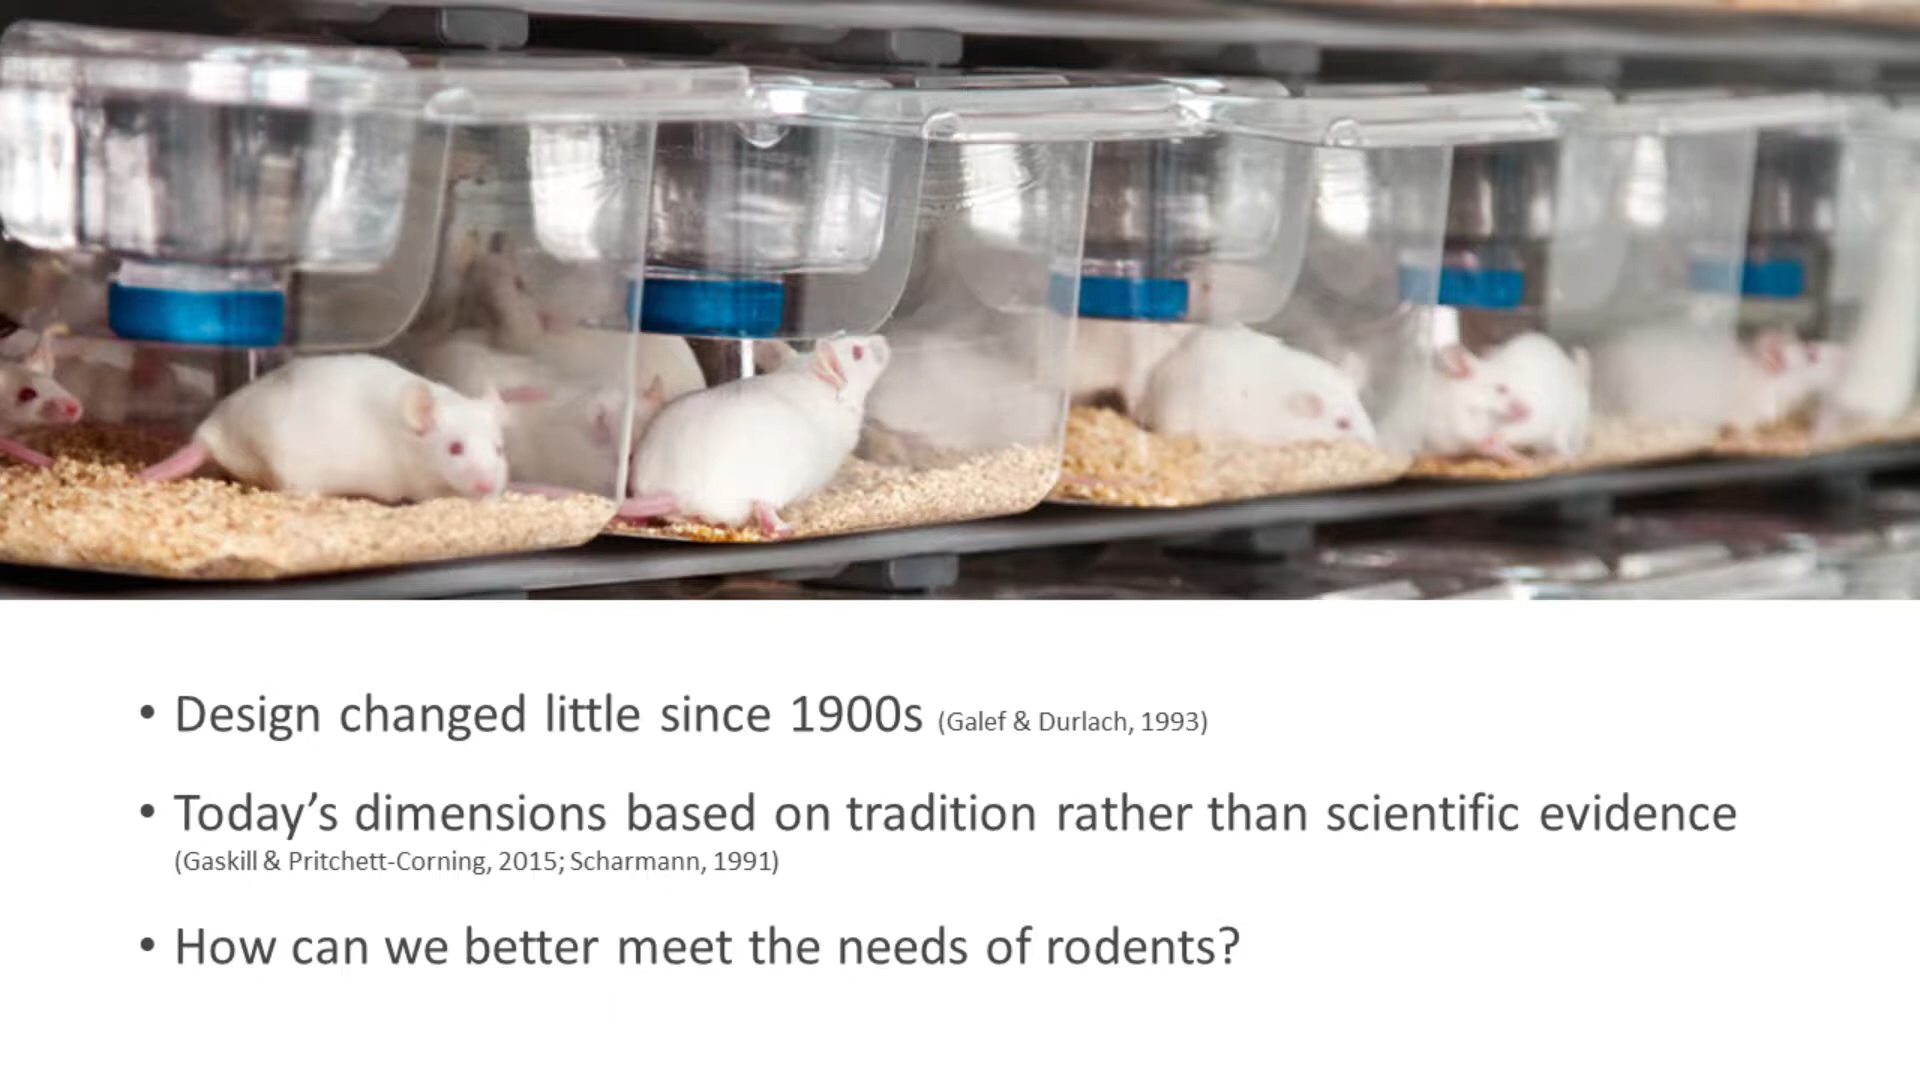 • Design changed little since 1900s (Galef & Durlach, 1993)
• Today’s dimensions based on tradition rather than scientific evidence
(Gaskill & Pritchett-Corning, 2015; Scharmann, 1991)
• How can we better meet the needs of rodents?